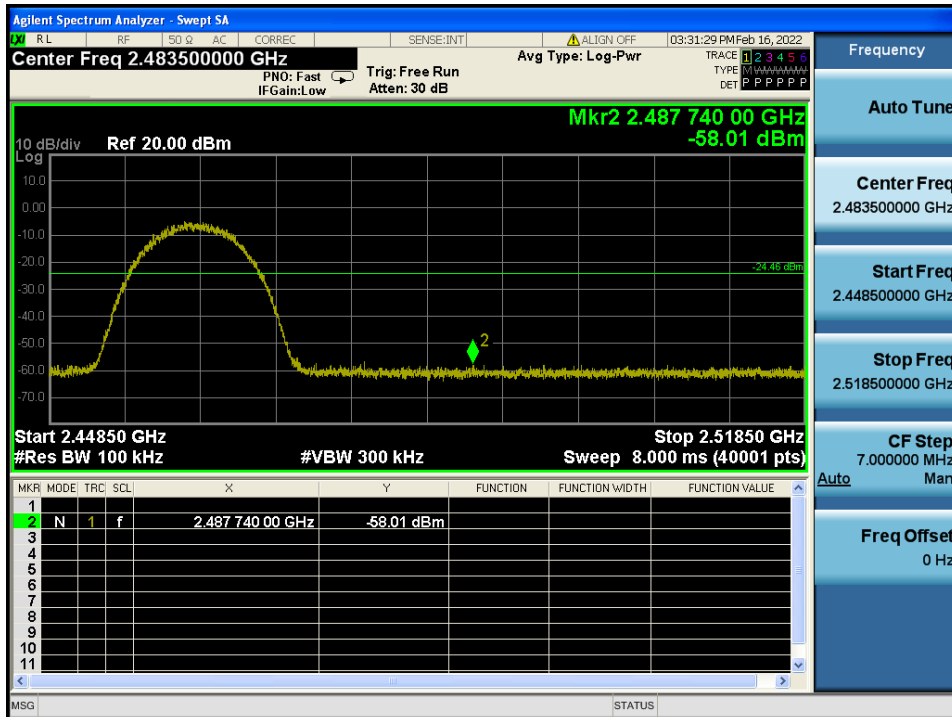 Agilent Spectrum Analyzer - Swept SA
LXI RL RF 50 Ω AC CORREC SENSE:INT ALIGN OFF 03:31:29 PM Feb 16, 2022
Center Freq 2.483500000 GHz
PNO: Fast
IFGain:Low
Trig: Free Run
Atten: 30 dB
Avg Type: Log-Pwr
TRACE 1 2 3 4 5 6
TYPE M W W W W W
DET P P P P P P
Mkr2 2.487 740 00 GHz
-58.01 dBm
10 dB/div Ref 20.00 dBm
Log
10.0
0.00
-10.0
-20.0
-24.46 dBm
-30.0
-40.0
-50.0
2
-60.0
-70.0
Start 2.44850 GHz Stop 2.51850 GHz
#Res BW 100 kHz #VBW 300 kHz Sweep 8.000 ms (40001 pts)
MKR MODE TRC SCL X Y FUNCTION FUNCTION WIDTH FUNCTION VALUE
1
2 N 1 f 2.487 740 00 GHz -58.01 dBm
3
4
5
6
7
8
9
10
11
MSG STATUS
Frequency
Auto Tune
Center Freq
2.483500000 GHz
Start Freq
2.448500000 GHz
Stop Freq
2.518500000 GHz
CF Step
7.000000 MHz
Auto Man
Freq Offset
0 Hz